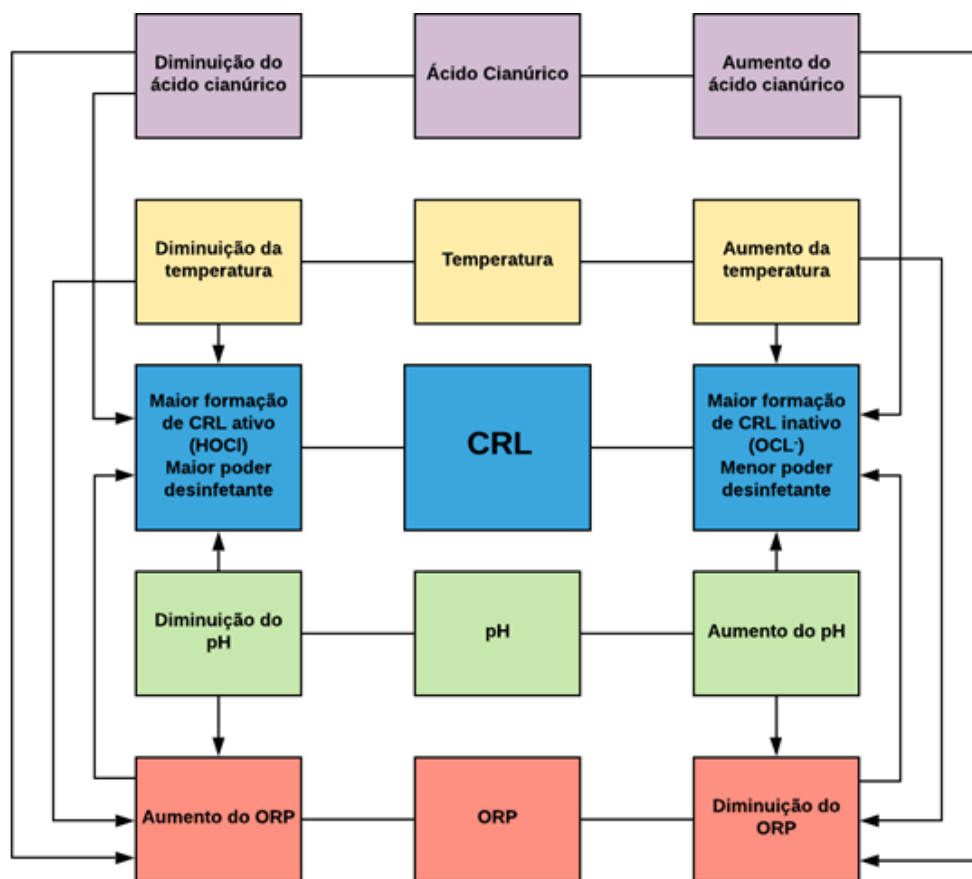 Diminuição do
ácido cianúrico
Ácido Cianúrico
Aumento do
ácido cianúrico
Diminuição da
temperatura
Temperatura
Aumento da
temperatura
Maior formação
de CRL ativo
(HOCl)
Maior poder
desinfetante
CRL
Maior formação
de CRL inativo
(OCL⁻)
Menor poder
desinfetante
Diminuição do
pH
pH
Aumento do pH
Aumento do ORP
ORP
Diminuição do
ORP